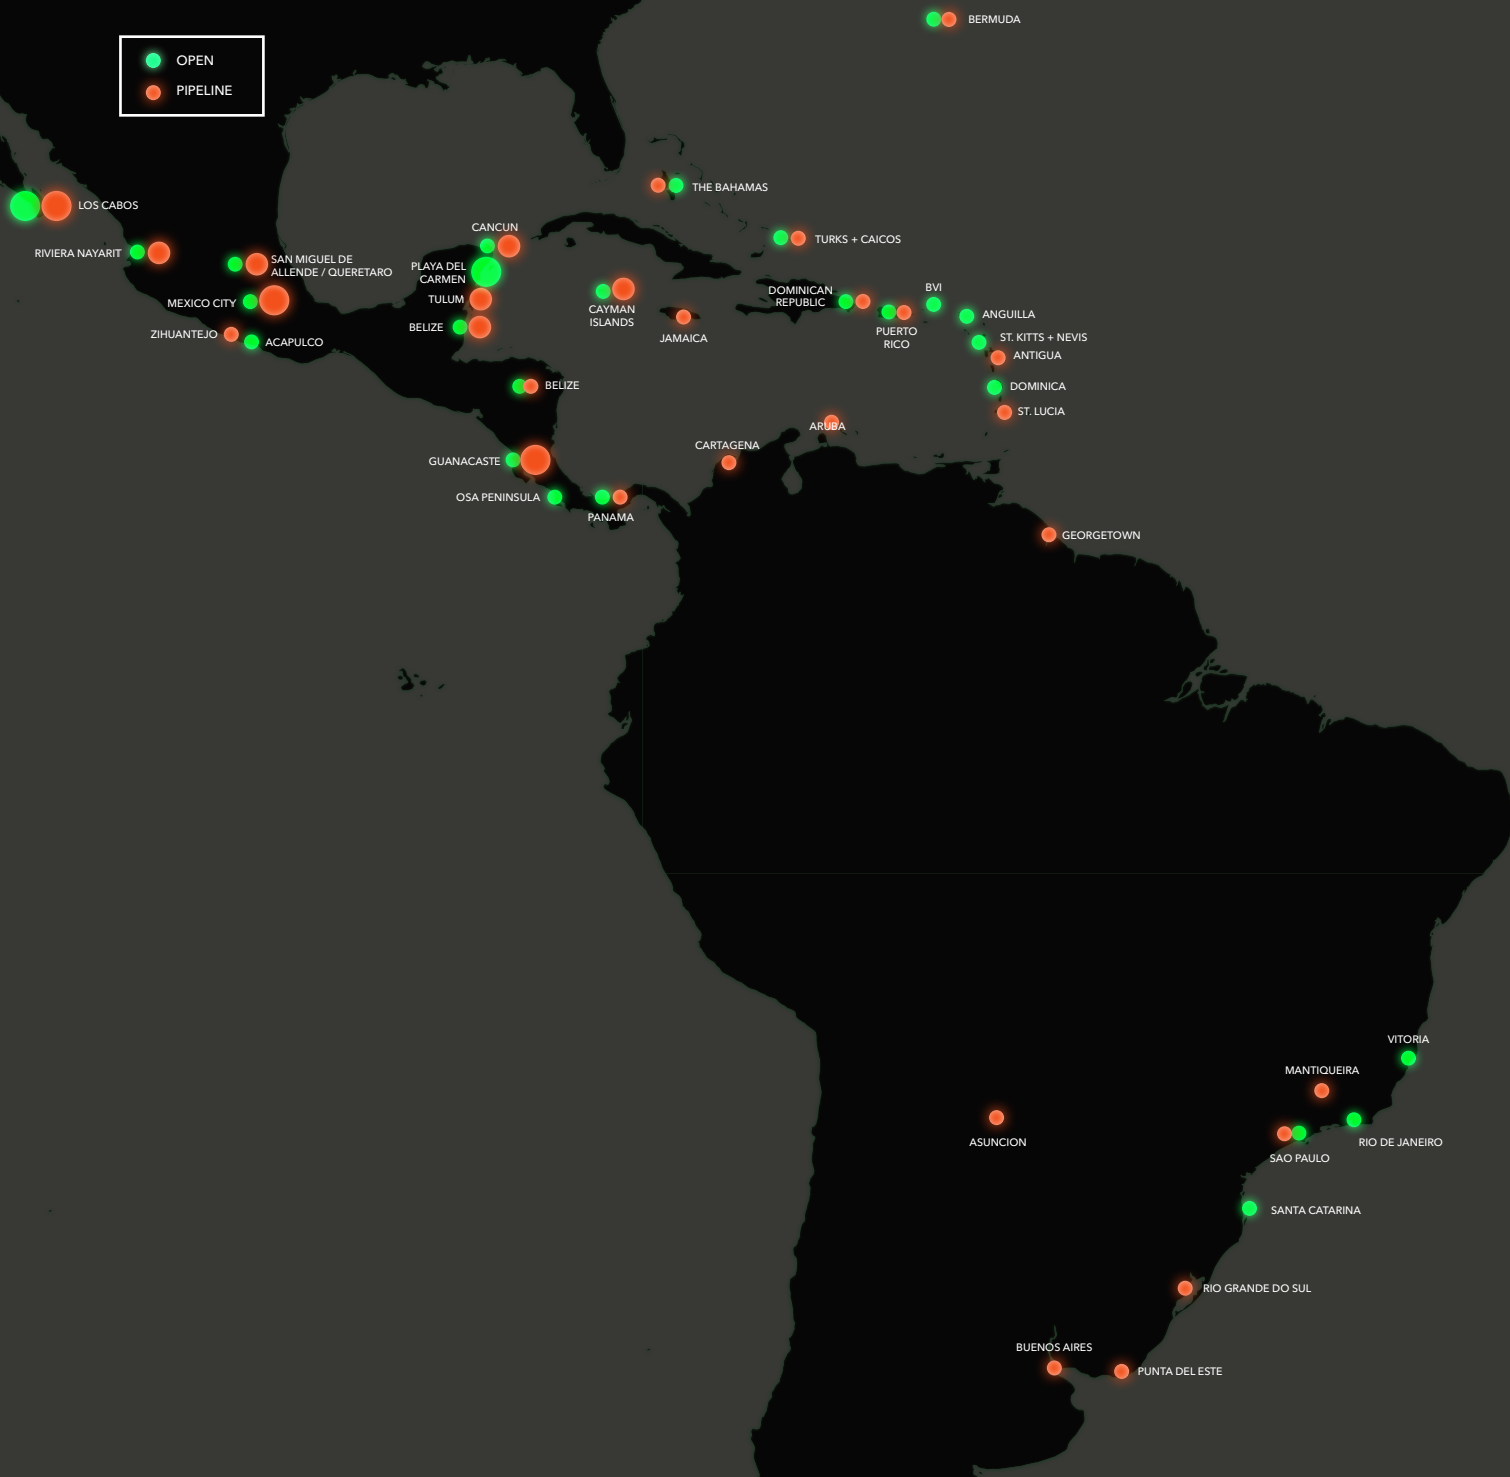 BERMUDA
OPEN
PIPELINE
THE BAHAMAS
LOS CABOS
CANCUN
TURKS + CAICOS
RIVIERA NAYARIT
SAN MIGUEL DE
ALLENDE / QUERETARO
PLAYA DEL
CARMEN
MEXICO CITY
TULUM
CAYMAN
ISLANDS
DOMINICAN
REPUBLIC
BVI
ANGUILLA
BELIZE
ZIHUANTEJO
ACAPULCO
JAMAICA
PUERTO
RICO
ST. KITTS + NEVIS
ANTIGUA
BELIZE
DOMINICA
ST. LUCIA
ARUBA
CARTAGENA
GUANACASTE
OSA PENINSULA
PANAMA
GEORGETOWN
VITORIA
MANTIQUEIRA
ASUNCION
RIO DE JANEIRO
SAO PAULO
SANTA CATARINA
RIO GRANDE DO SUL
BUENOS AIRES
PUNTA DEL ESTE